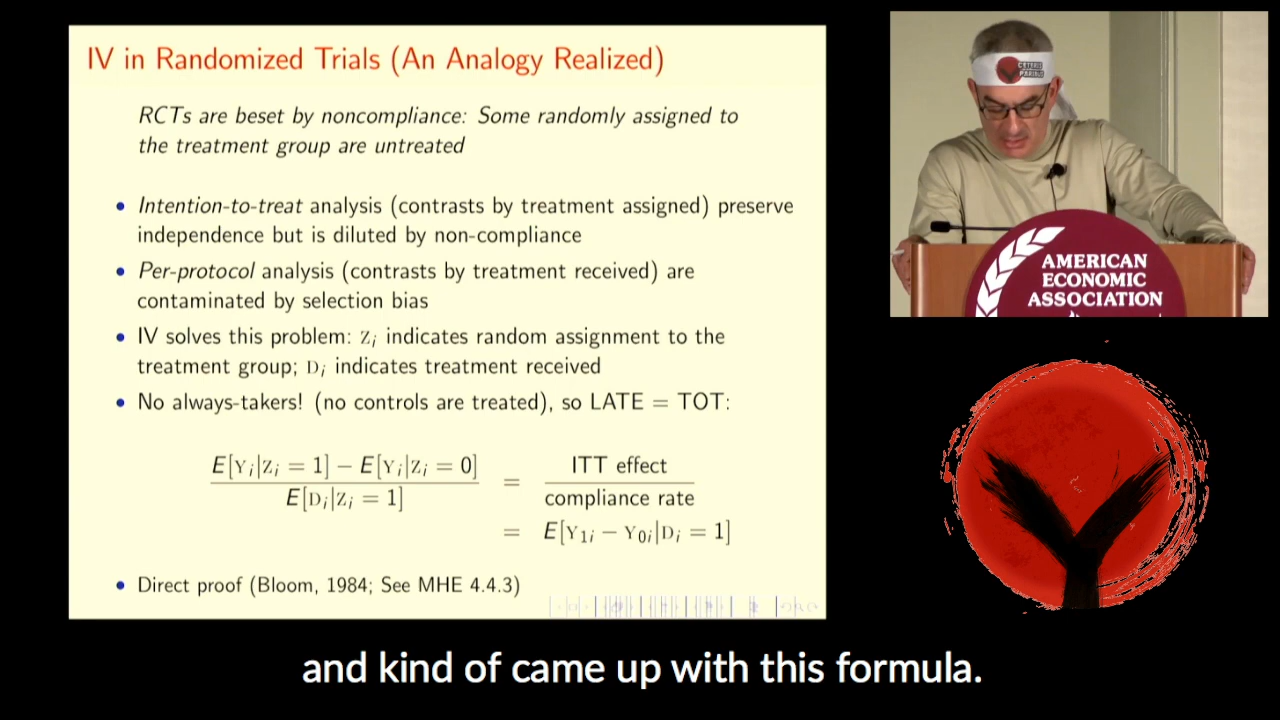 IV in Randomized Trials (An Analogy Realized)
RCTs are beset by noncompliance: Some randomly assigned to
the treatment group are untreated
• Intention-to-treat analysis (contrasts by treatment assigned) preserve
independence but is diluted by non-compliance
• Per-protocol analysis (contrasts by treatment received) are
contaminated by selection bias
• IV solves this problem: Zᵢ indicates random assignment to the
treatment group; Dᵢ indicates treatment received
• No always-takers! (no controls are treated), so LATE = TOT:
E[Yᵢ|Zᵢ = 1] − E[Yᵢ|Zᵢ = 0]
E[Dᵢ|Zᵢ = 1]
=
ITT effect
compliance rate
= E[Y₁ᵢ − Y₀ᵢ|Dᵢ = 1]
• Direct proof (Bloom, 1984; See MHE 4.4.3)
CETERIS
PARIBUS
AMERICAN
ECONOMIC
ASSOCIATION
and kind of came up with this formula.